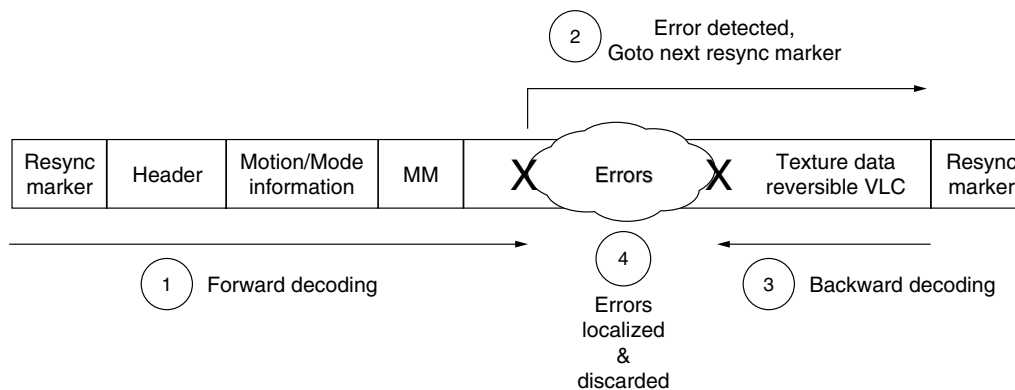 2
Error detected,
Goto next resync marker
Resync
marker
Header
Motion/Mode
information
MM
X
Errors
X
Texture data
reversible VLC
Resync
marker
1
Forward decoding
4
Errors
localized
&
discarded
3
Backward decoding